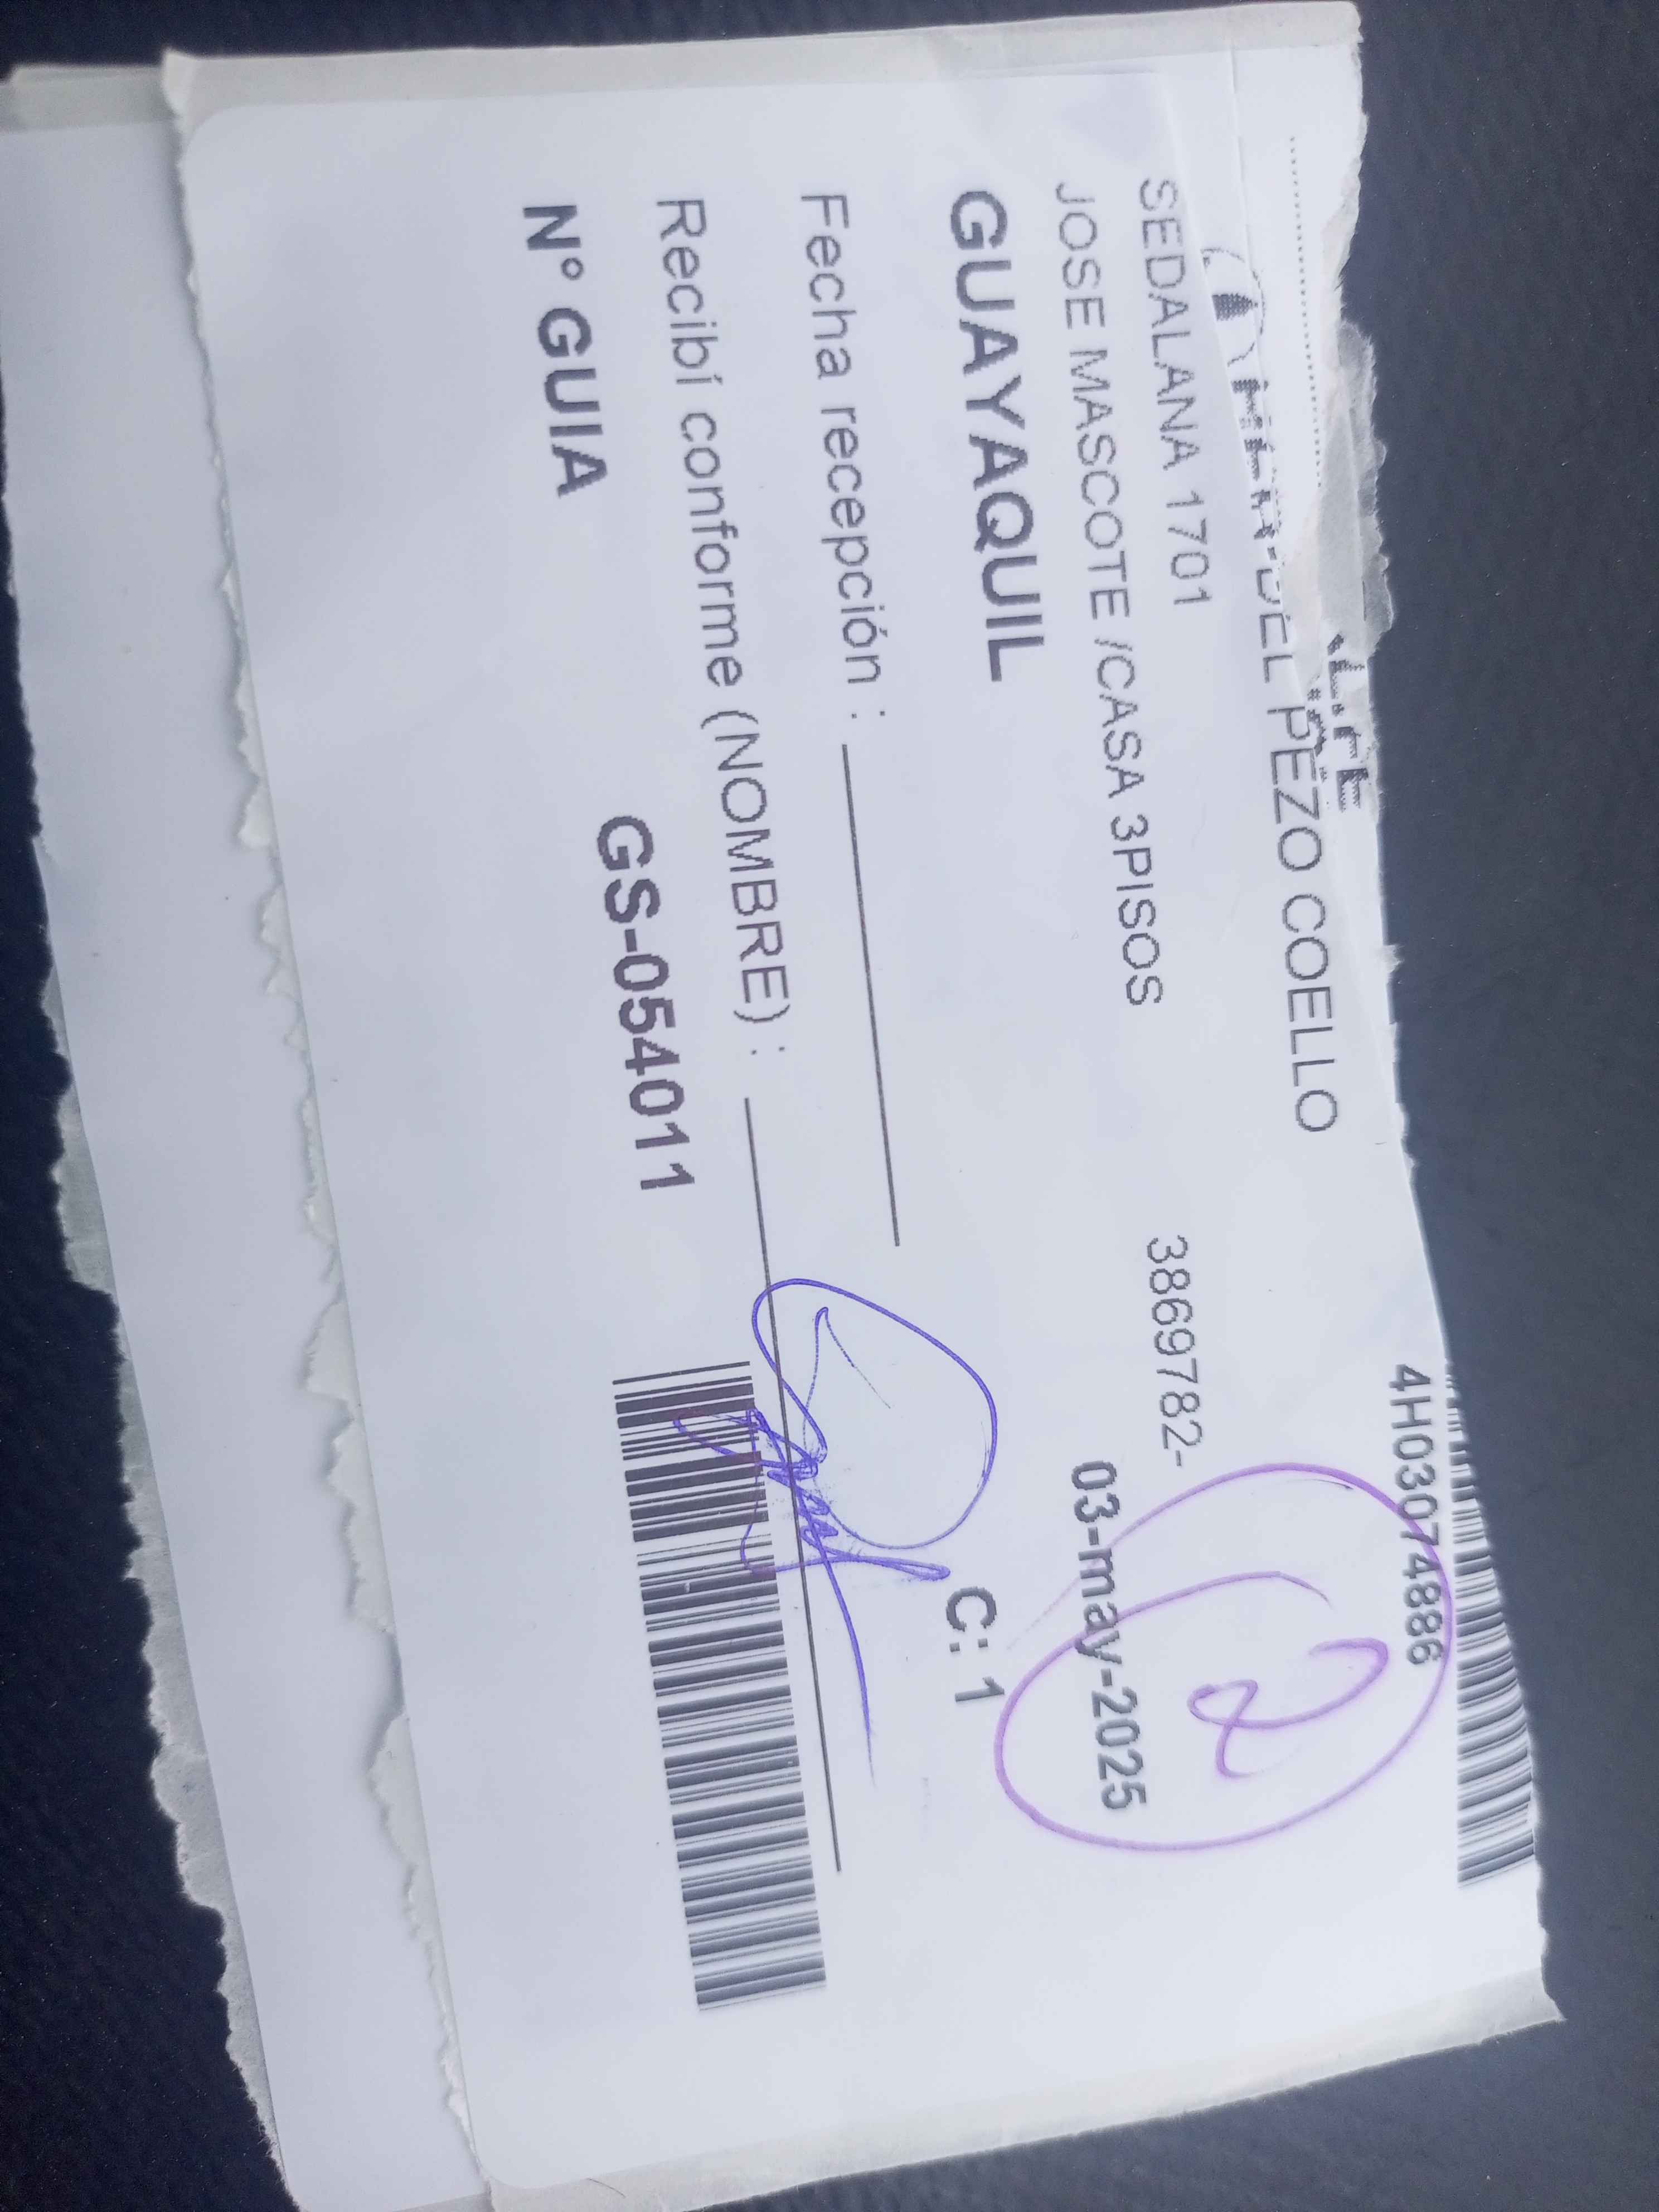 4H03074886
DEL PEZO COELLO
SEDALANA 1701
3869782-
JOSE MASCOTE /CASA 3PISOS
03-may-2025
2
GUAYAQUIL
C: 1
Fecha recepción :
Recibí conforme (NOMBRE) :
N° GUIA
GS-054011